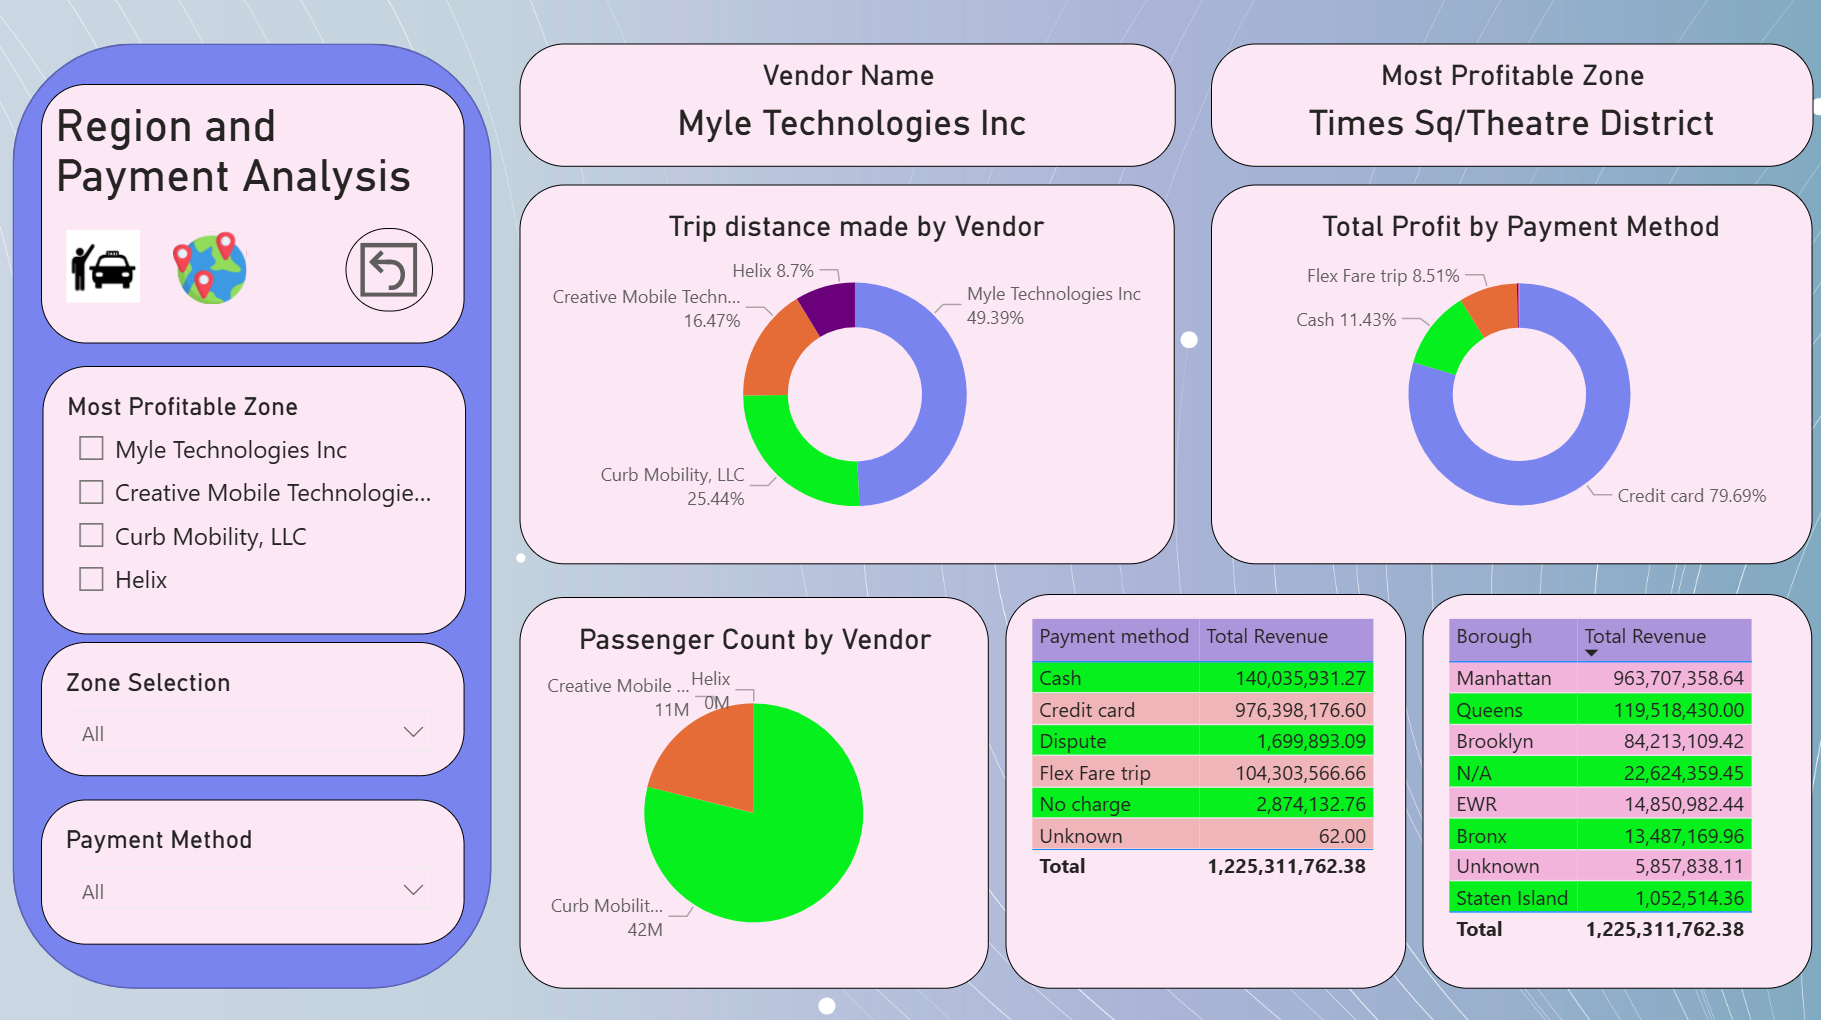 Region and
Payment Analysis
Most Profitable Zone
Myle Technologies Inc
Creative Mobile Technologie...
Curb Mobility, LLC
Helix
Zone Selection
All
Payment Method
All
Vendor Name
Myle Technologies Inc
Most Profitable Zone
Times Sq/Theatre District
Trip distance made by Vendor
Helix 8.7%
Creative Mobile Techn...
16.47%
Myle Technologies Inc
49.39%
Curb Mobility, LLC
25.44%
Total Profit by Payment Method
Flex Fare trip 8.51%
Cash 11.43%
Credit card 79.69%
Passenger Count by Vendor
Creative Mobile ...
11M
Helix
0M
Curb Mobilit...
42M
Payment method Total Revenue
Cash 140,035,931.27
Credit card 976,398,176.60
Dispute 1,699,893.09
Flex Fare trip 104,303,566.66
No charge 2,874,132.76
Unknown 62.00
Total 1,225,311,762.38
Borough Total Revenue
Manhattan 963,707,358.64
Queens 119,518,430.00
Brooklyn 84,213,109.42
N/A 22,624,359.45
EWR 14,850,982.44
Bronx 13,487,169.96
Unknown 5,857,838.11
Staten Island 1,052,514.36
Total 1,225,311,762.38